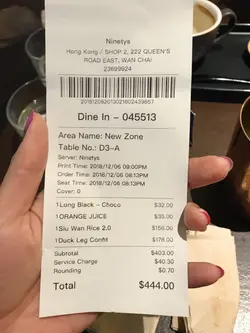 Ninetys
Hong Kong / SHOP 2, 222 QUEEN'S
ROAD EAST, WAN CHAI
23699924
Dine In - 045513
Area Name: New Zone
Table No.: D3-A
Server: Ninetys
Print Time: 2018/12/06 09:00PM
Order Time: 2018/12/06 08:13PM
Seat Time: 2018/12/06 08:13PM
Cover: 0
1 Long Black - Choco $32.00
1 ORANGE JUICE $35.00
1 Siu Wan Rice 2.0 $158.00
1 Duck Leg Confit $178.00
Subtotal $403.00
Service Charge $40.30
Rounding $0.70
Total $444.00